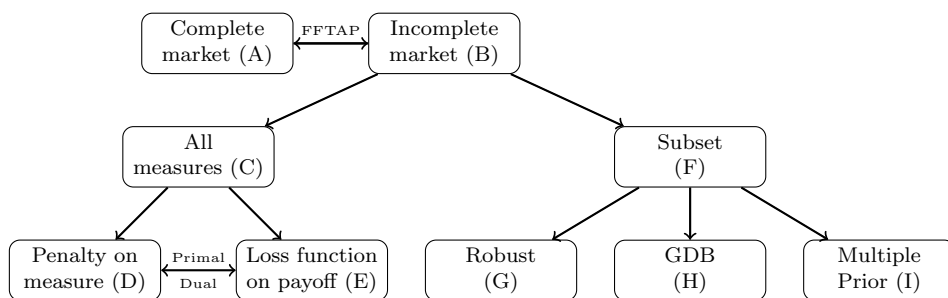 Complete
market (A)
FFTAP
Incomplete
market (B)
All
measures (C)
Subset
(F)
Penalty on
measure (D)
Primal
Dual
Loss function
on payoff (E)
Robust
(G)
GDB
(H)
Multiple
Prior (I)